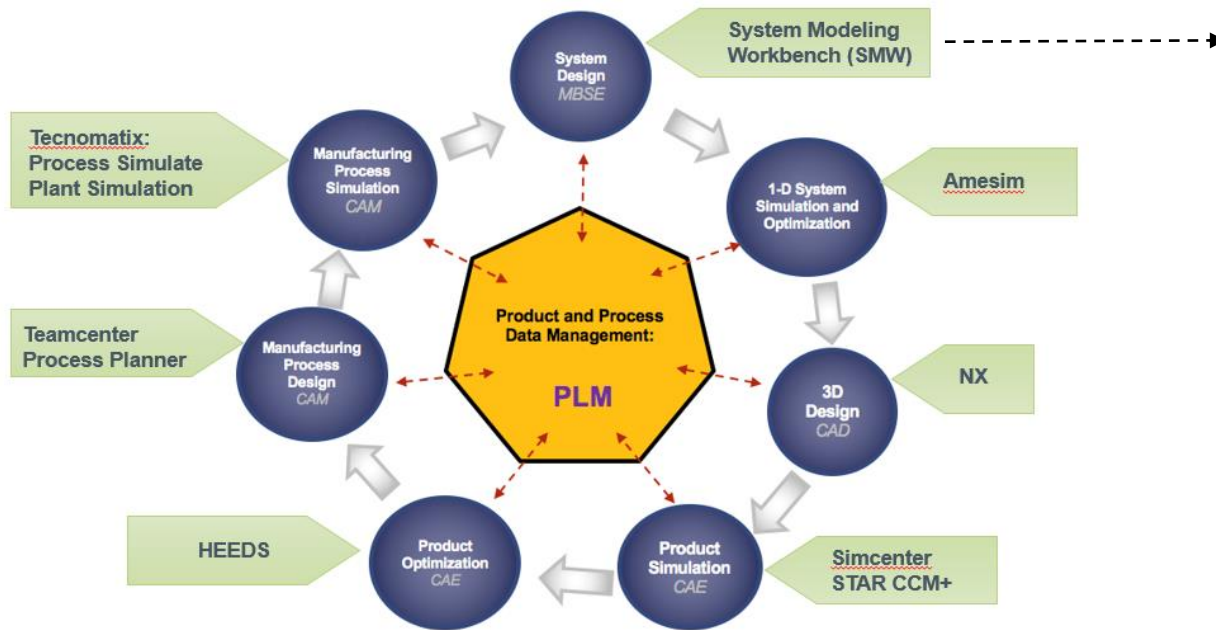 System
Design
MBSE
System Modeling
Workbench (SMW)
1-D System
Simulation and
Optimization
Amesim
3D
Design
CAD
NX
Product
Simulation
CAE
Simcenter
STAR CCM+
Product
Optimization
CAE
HEEDS
Manufacturing
Process
Design
CAM
Teamcenter
Process Planner
Manufacturing
Process
Simulation
CAM
Tecnomatix:
Process Simulate
Plant Simulation
Product and Process
Data Management:
PLM